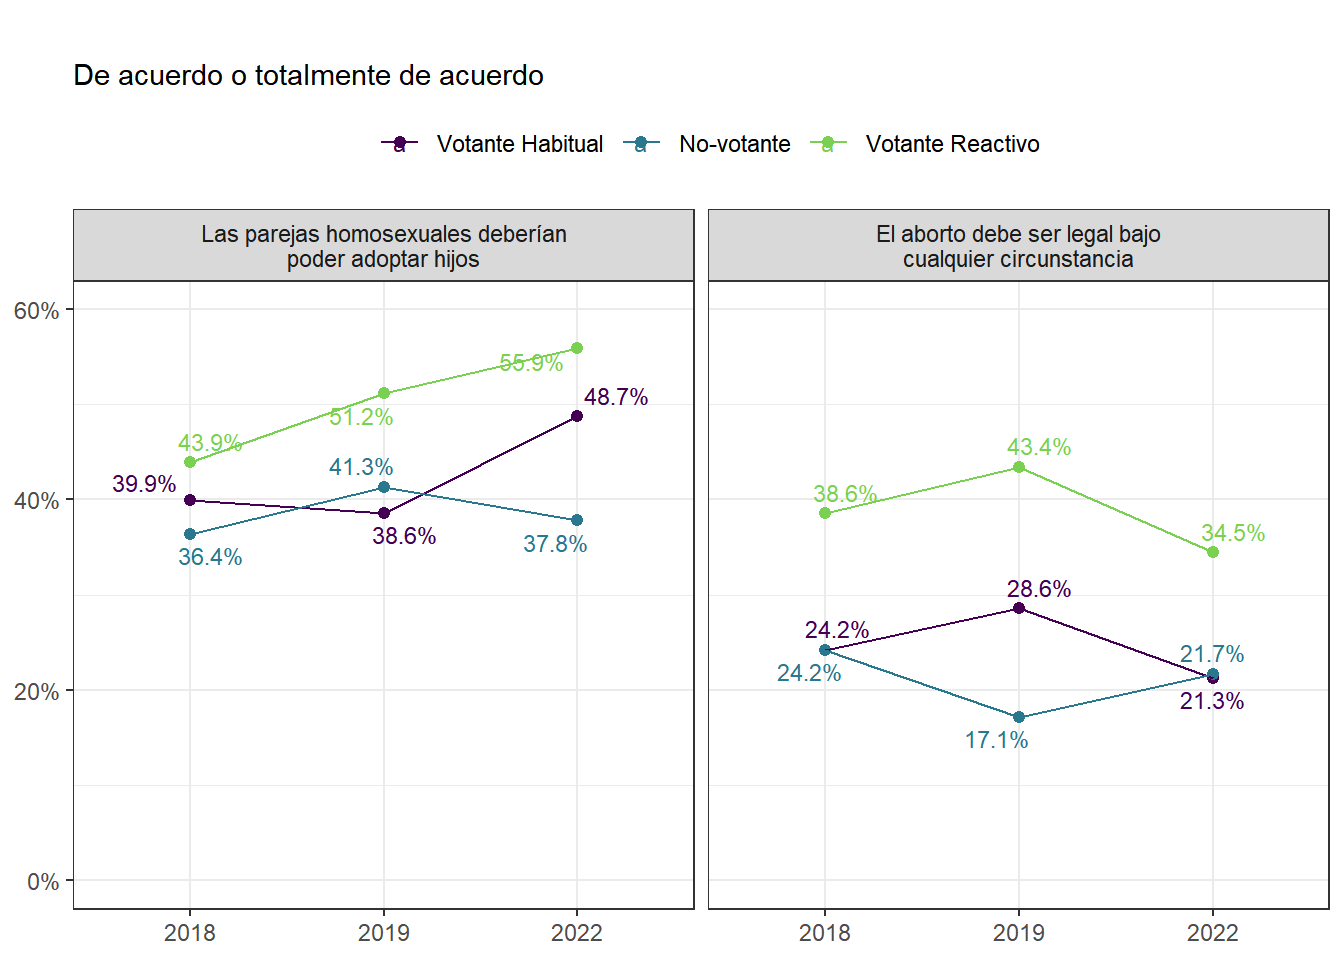 De acuerdo o totalmente de acuerdo
a Votante Habitual a No-votante a Votante Reactivo
Las parejas homosexuales deberían
poder adoptar hijos
El aborto debe ser legal bajo
cualquier circunstancia
60%
40%
20%
0%
55.9%
48.7%
51.2%
43.9%
41.3%
39.9%
38.6%
37.8%
36.4%
43.4%
38.6%
34.5%
28.6%
24.2%
21.7%
24.2%
21.3%
17.1%
2018 2019 2022
2018 2019 2022